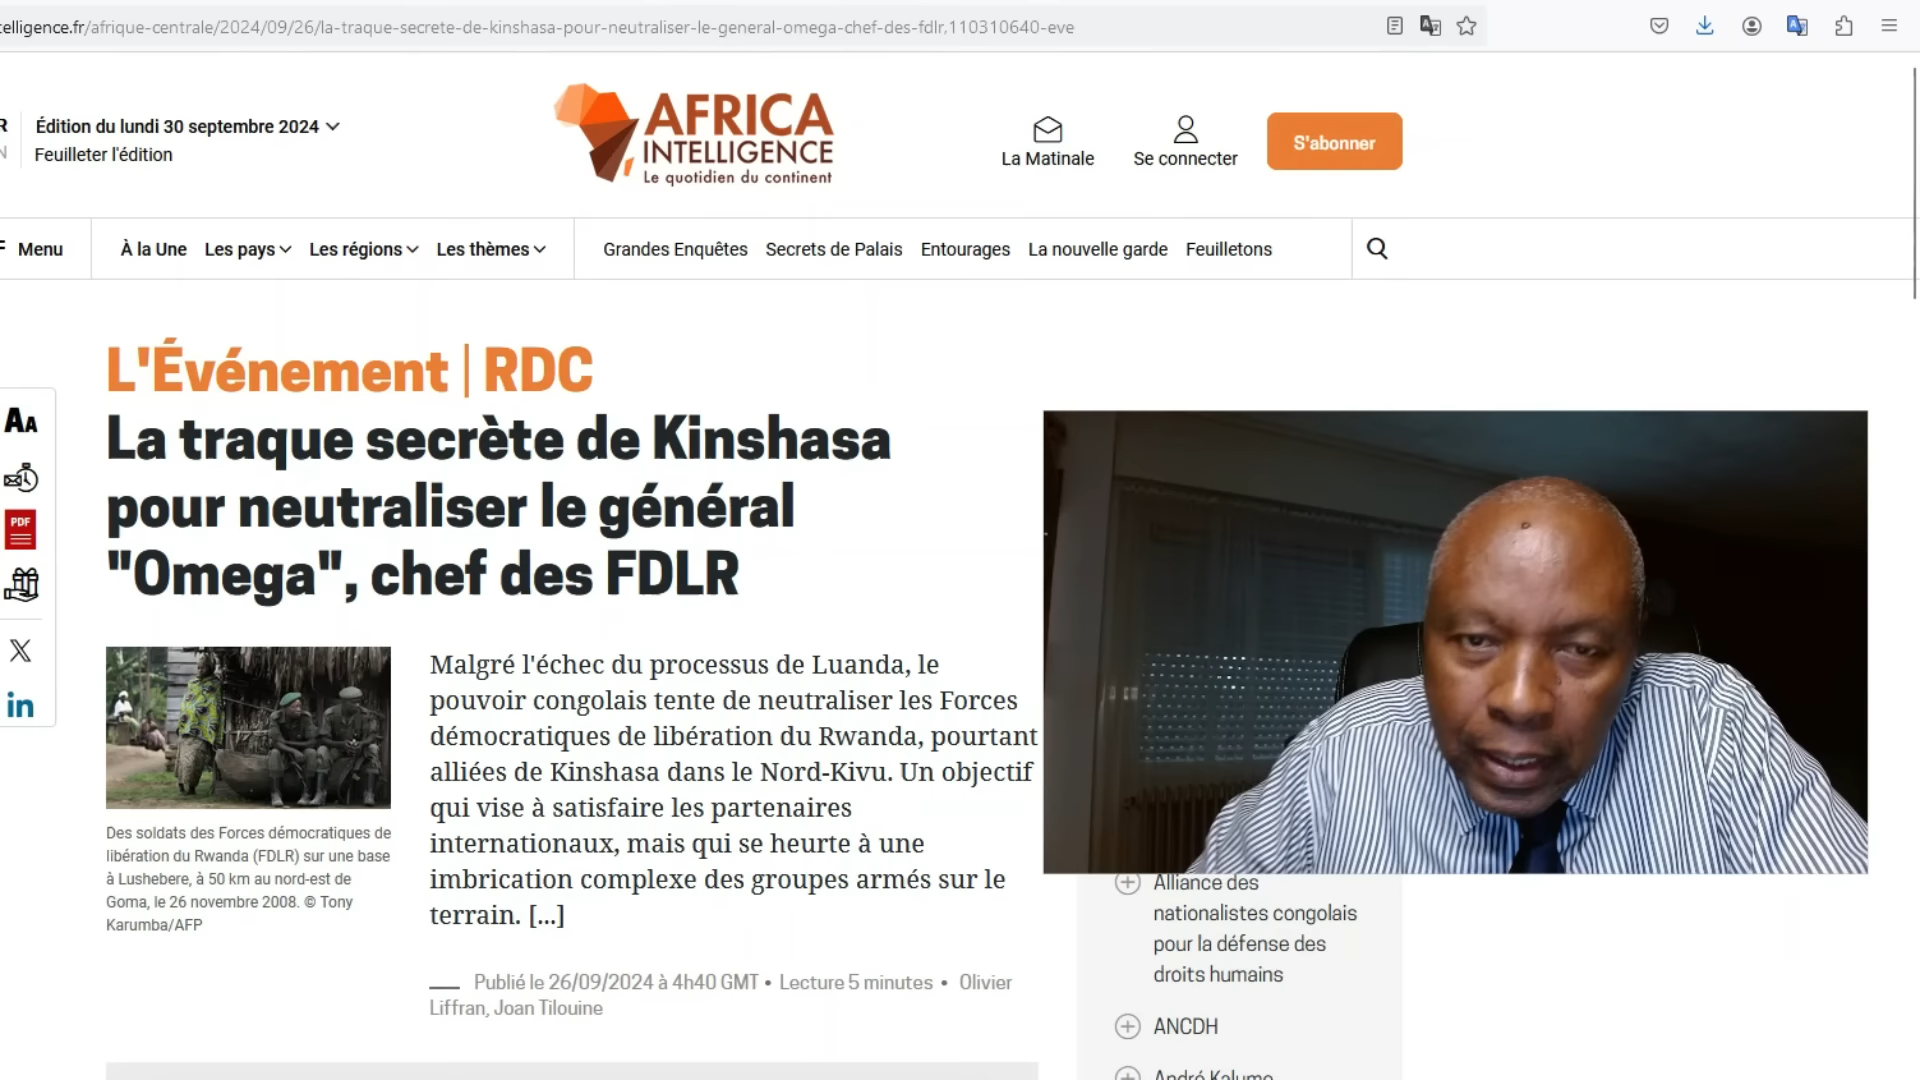 telligence.fr/afrique-centrale/2024/09/26/la-traque-secrete-de-kinshasa-pour-neutraliser-le-general-omega-chef-des-fdlr,110310640-eve
R
N
Édition du lundi 30 septembre 2024
Feuilleter l'édition
AFRICA
INTELLIGENCE
Le quotidien du continent
La Matinale
Se connecter
S'abonner
Menu
À la Une Les pays Les régions Les thèmes
Grandes Enquêtes Secrets de Palais Entourages La nouvelle garde Feuilletons
L'Événement | RDC
La traque secrète de Kinshasa
pour neutraliser le général
"Omega", chef des FDLR
AA
PDF
X
in
Des soldats des Forces démocratiques de
libération du Rwanda (FDLR) sur une base
à Lushebere, à 50 km au nord-est de
Goma, le 26 novembre 2008. © Tony
Karumba/AFP
Malgré l'échec du processus de Luanda, le
pouvoir congolais tente de neutraliser les Forces
démocratiques de libération du Rwanda, pourtant
alliées de Kinshasa dans le Nord-Kivu. Un objectif
qui vise à satisfaire les partenaires
internationaux, mais qui se heurte à une
imbrication complexe des groupes armés sur le
terrain. [...]
Publié le 26/09/2024 à 4h40 GMT • Lecture 5 minutes • Olivier
Liffran, Joan Tilouine
Alliance des
nationalistes congolais
pour la défense des
droits humains
ANCDH
André Kalume